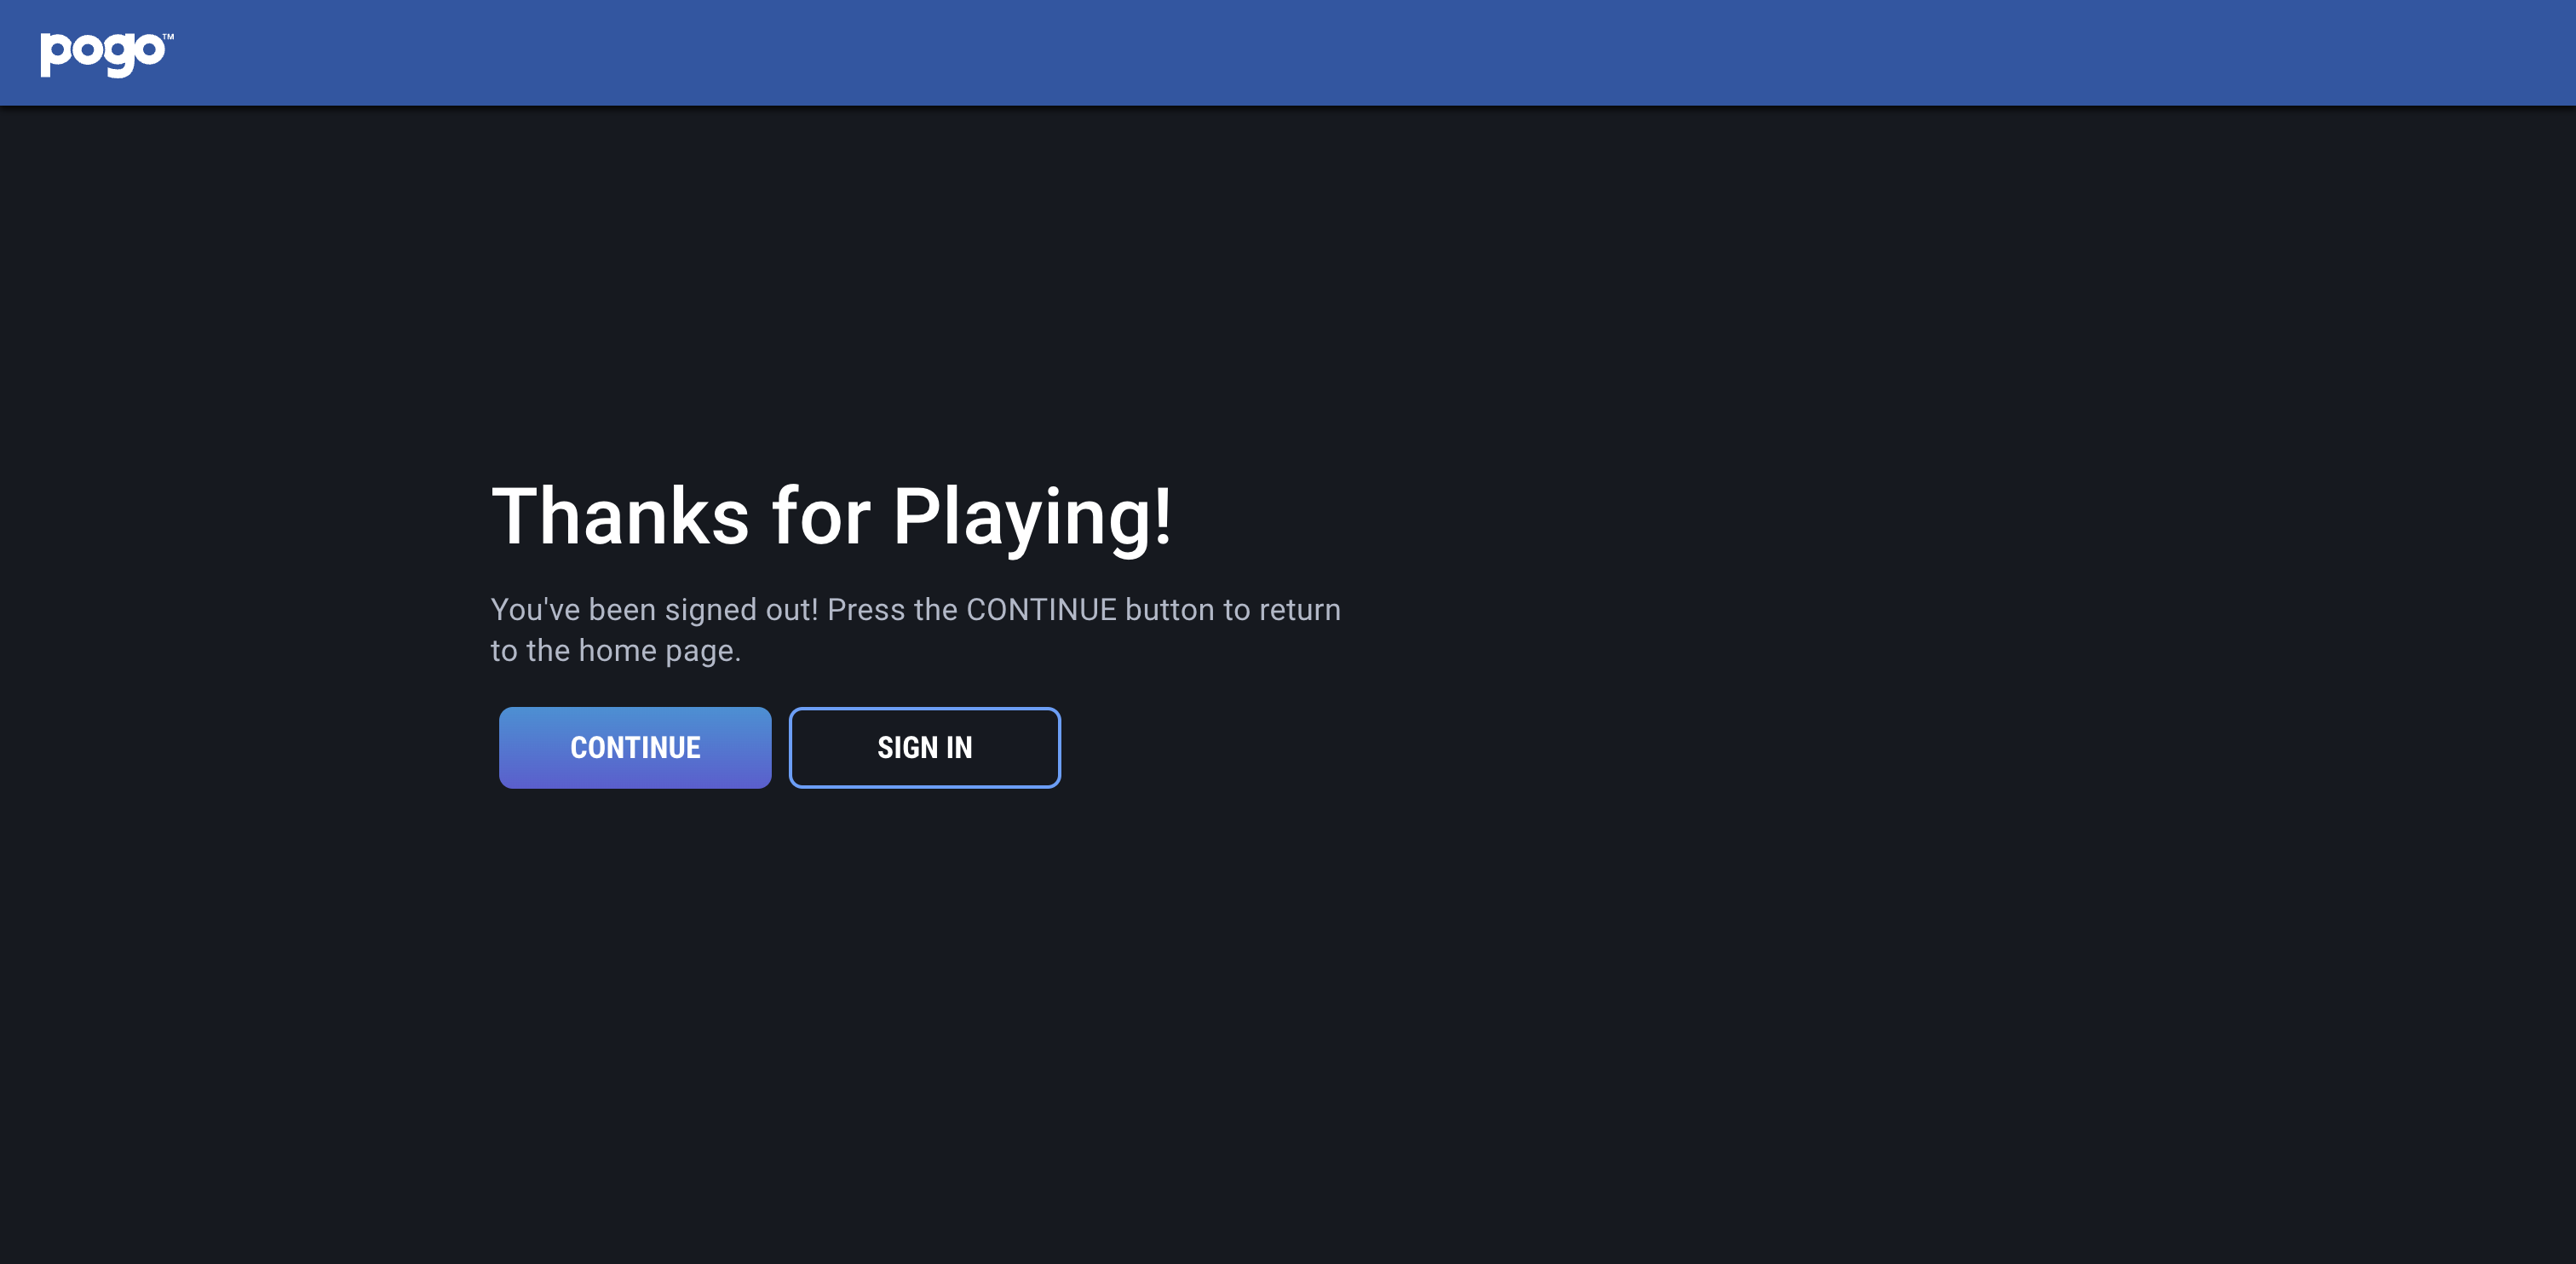 pogo™
Thanks for Playing!
You've been signed out! Press the CONTINUE button to return
to the home page.
CONTINUE
SIGN IN